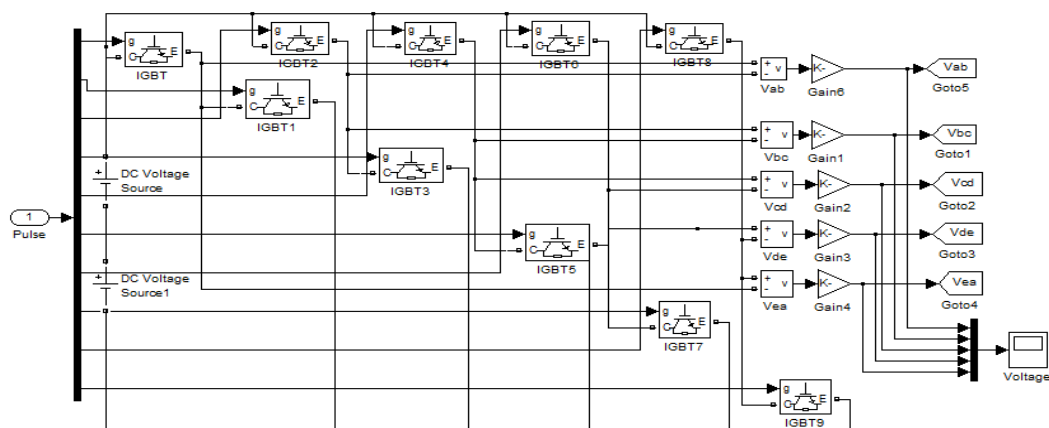 g C E
IGBT
g C E
IGBT2
g C E
IGBT4
g C E
IGBT6
g C E
IGBT8
g C E
IGBT1
g C E
IGBT3
g C E
IGBT5
g C E
IGBT7
g C E
IGBT9
1
Pulse
+
DC Voltage
Source
+
DC Voltage
Source1
+ - v
Vab
K-
Gain6
Vab
Goto5
+ - v
Vbc
K-
Gain1
Vbc
Goto1
+ - v
Vcd
K-
Gain2
Vcd
Goto2
+ - v
Vde
K-
Gain3
Vde
Goto3
+ - v
Vea
K-
Gain4
Vea
Goto4
Voltage